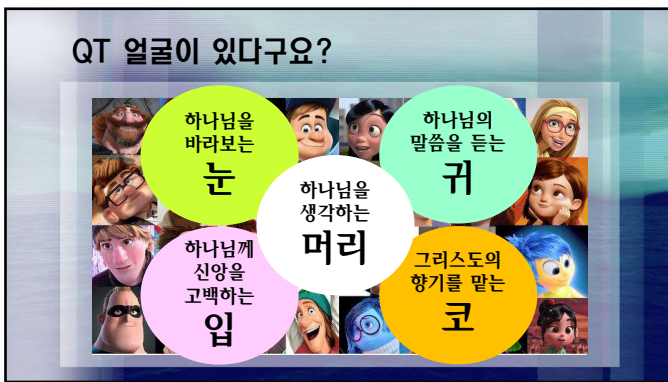 QT 얼굴이 있다구요?
하나님을
바라보는
눈
하나님의
말씀을 듣는
귀
하나님을
생각하는
머리
하나님께
신앙을
고백하는
입
그리스도의
향기를 맡는
코